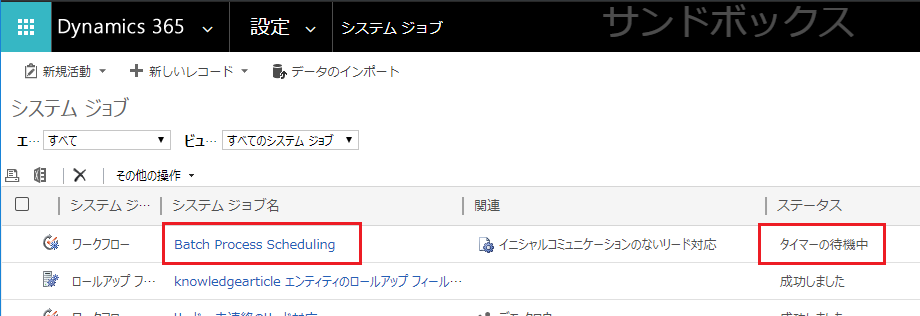 Dynamics 365 設定 システム ジョブ サンドボックス
新規活動 新しいレコード データのインポート
システム ジョブ
エ… すべて ビュ… すべてのシステム ジョブ
その他の操作
システム ジ… システム ジョブ名 関連 ステータス
ワークフロー Batch Process Scheduling イニシャルコミュニケーションのないリード対応 タイマーの待機中
ロールアップ フ… knowledgearticle エンティティのロールアップ フィール… 成功しました